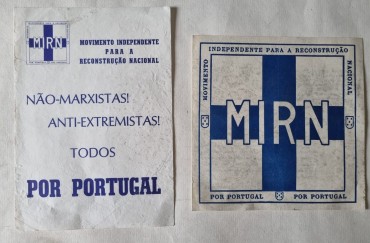 MIRN
MOVIMENTO INDEPENDENTE
PARA A
RECONSTRUÇÃO NACIONAL
NÃO-MARXISTAS!
ANTI-EXTREMISTAS!
TODOS
POR PORTUGAL
INDEPENDENTE PARA A RECONSTRUÇÃO
MOVIMENTO
NACIONAL
MIRN
POR PORTUGAL
POR PORTUGAL